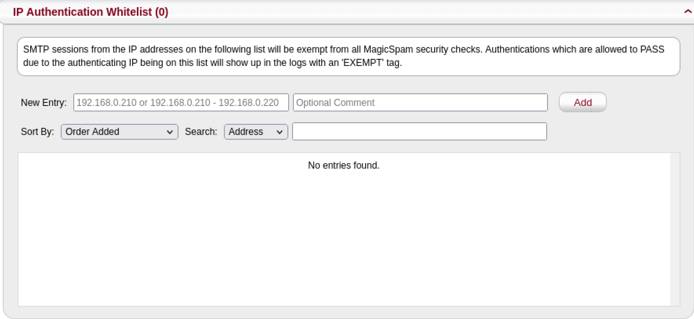 IP Authentication Whitelist (0)
SMTP sessions from the IP addresses on the following list will be exempt from all MagicSpam security checks. Authentications which are allowed to PASS
due to the authenticating IP being on this list will show up in the logs with an 'EXEMPT' tag.
New Entry: 192.168.0.210 or 192.168.0.210 - 192.168.0.220 Optional Comment Add
Sort By: Order Added Search: Address
No entries found.